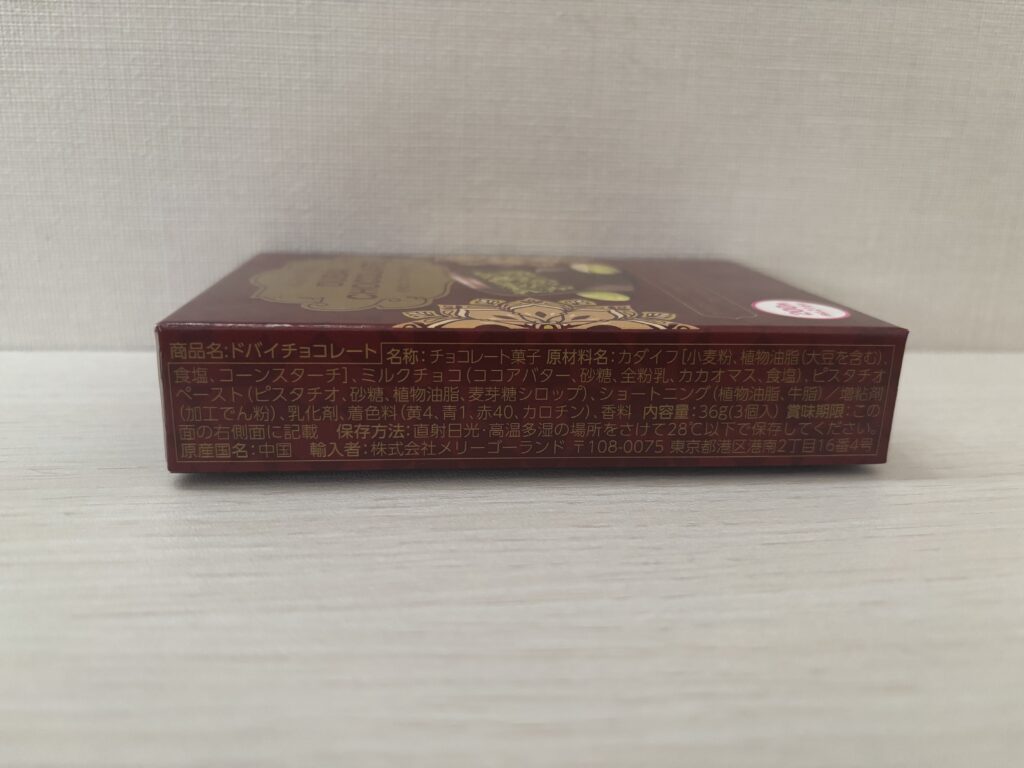 DUBAI
CHOCOLATE
商品名:ドバイチョコレート 名称:チョコレート菓子 原材料名:カダイフ[小麦粉、植物油脂(大豆を含む)、
食塩、コーンスターチ]、ミルクチョコ(ココアバター、砂糖、全粉乳、カカオマス、食塩)、ピスタチオ
ペースト(ピスタチオ、砂糖、植物油脂、麦芽糖シロップ)、ショートニング(植物油脂、牛脂)/増粘剤
(加工でん粉)、乳化剤、着色料(黄4、青1、赤40、カロチン)、香料 内容量:36g(3個入) 賞味期限:この
面の右側面に記載 保存方法:直射日光・高温多湿の場所をさけて28℃以下で保存してください。
原産国名:中国 輸入者:株式会社メリーゴーランド 〒108-0075 東京都港区港南2丁目16番4号